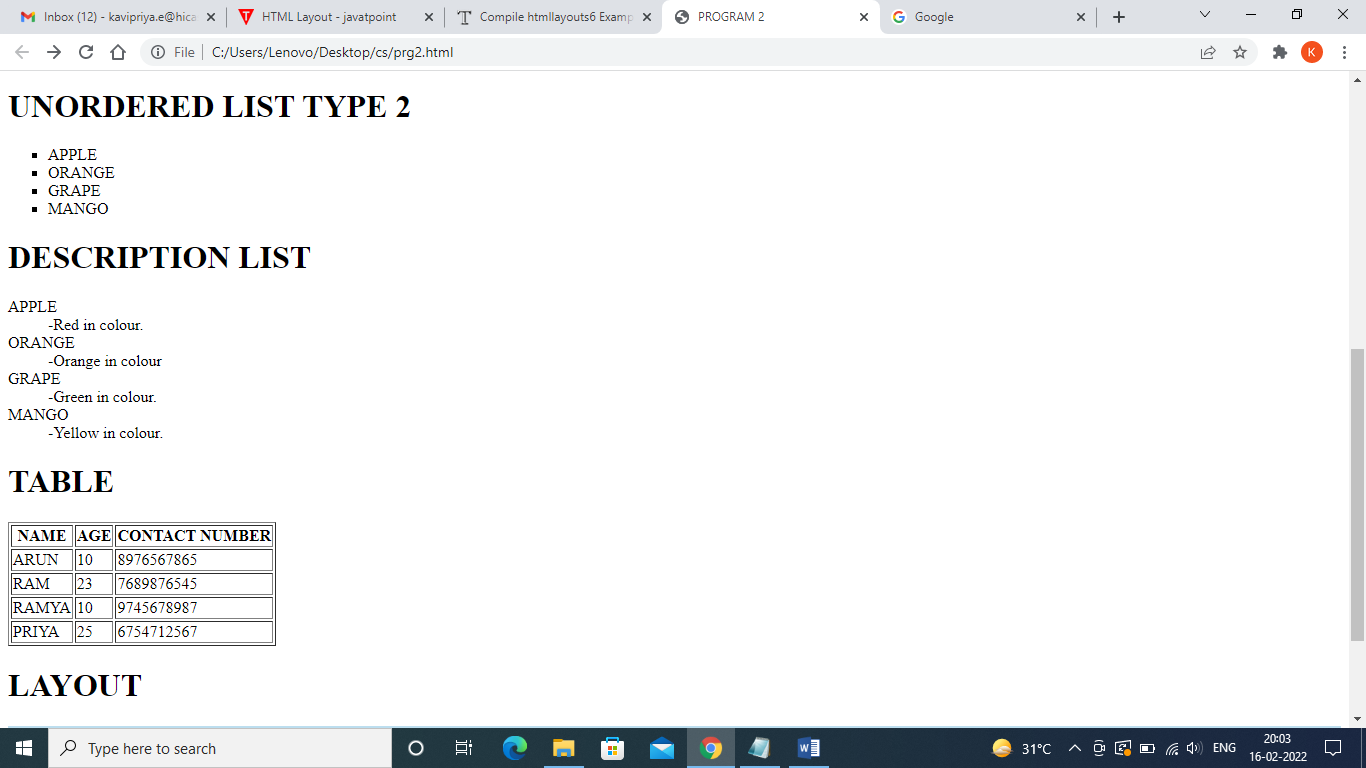 Inbox (12) - kavipriya.e@hica
HTML Layout - javatpoint
Compile htmllayouts6 Examp
PROGRAM 2
Google
File
C:/Users/Lenovo/Desktop/cs/prg2.html
K
UNORDERED LIST TYPE 2
APPLE
ORANGE
GRAPE
MANGO
DESCRIPTION LIST
APPLE
-Red in colour.
ORANGE
-Orange in colour
GRAPE
-Green in colour.
MANGO
-Yellow in colour.
TABLE
NAME AGE CONTACT NUMBER
ARUN 10 8976567865
RAM 23 7689876545
RAMYA 10 9745678987
PRIYA 25 6754712567
LAYOUT
Type here to search
31°C
ENG
20:03
16-02-2022